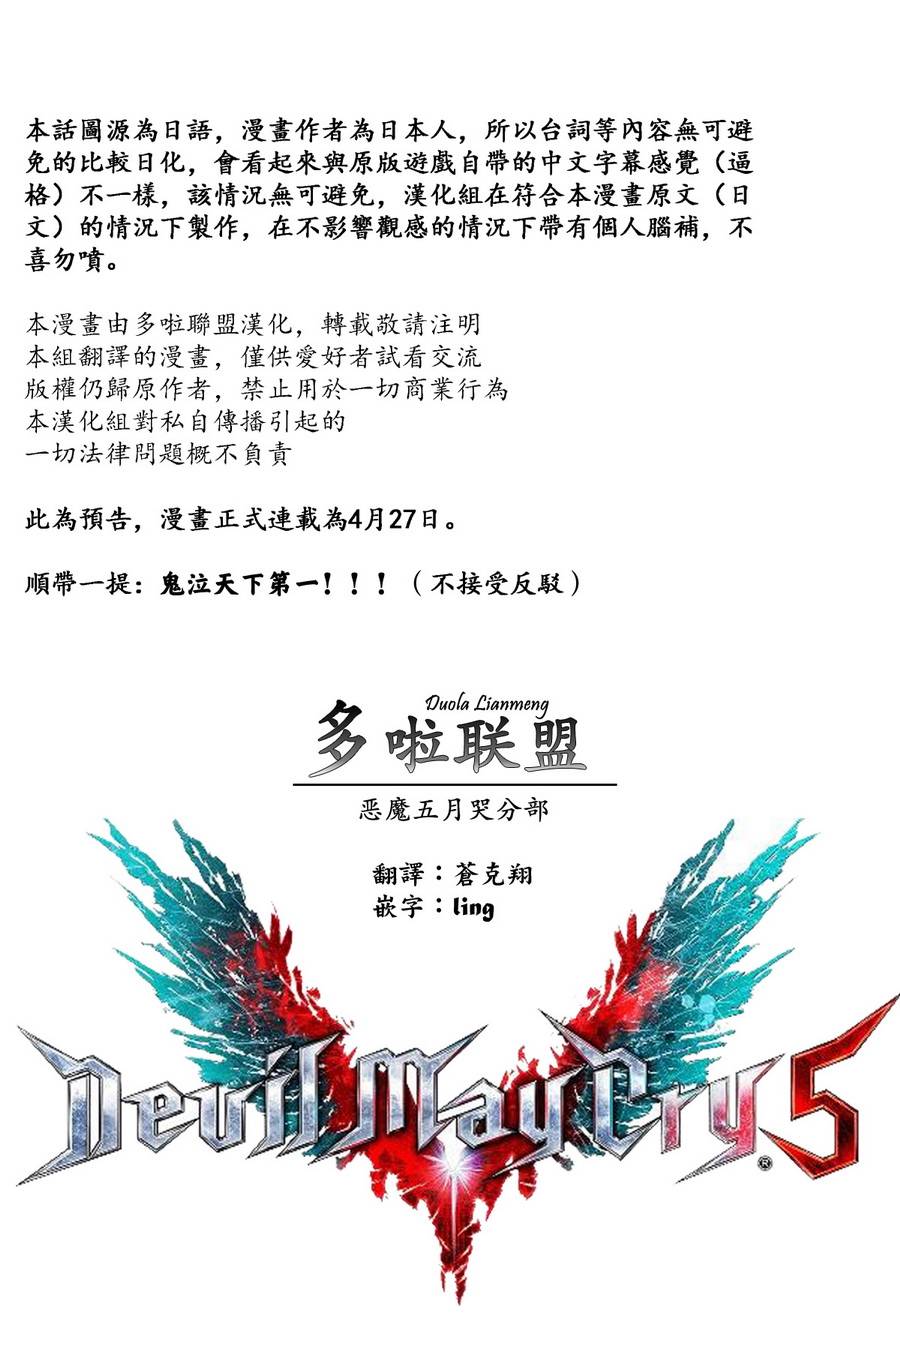 本話圖源為日語，漫畫作者為日本人，所以台詞等內容無可避
免的比較日化，會看起來與原版遊戲自帶的中文字幕感覺（逼
格）不一樣，該情況無可避免，漢化組在符合本漫畫原文（日
文）的情況下製作，在不影響觀感的情況下帶有個人腦補，不
喜勿噴。
本漫畫由多啦聯盟漢化，轉載敬請注明
本組翻譯的漫畫，僅供愛好者試看交流
版權仍歸原作者，禁止用於一切商業行為
本漢化組對私自傳播引起的
一切法律問題概不負責
此為預告，漫畫正式連載為4月27日。
順帶一提：鬼泣天下第一！！！（不接受反駁）
Duola Lianmeng
多啦联盟
恶魔五月哭分部
翻譯：蒼克翔
嵌字：ling
Devil May Cry 5
®